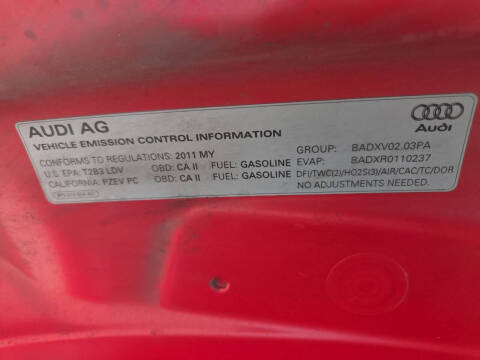 AUDI AG
VEHICLE EMISSION CONTROL INFORMATION
CONFORMS TO REGULATIONS: 2011 MY
U.S. EPA: T2B3 LDV OBD: CA II FUEL: GASOLINE
CALIFORNIA: PZEV PC OBD: CA II FUEL: GASOLINE
Audi
GROUP: BADXV02.03PA
EVAP: BADXR0110237
DFI/TWC(2)/HO2S(3)/AIR/CAC/TC/DOR
NO ADJUSTMENTS NEEDED.